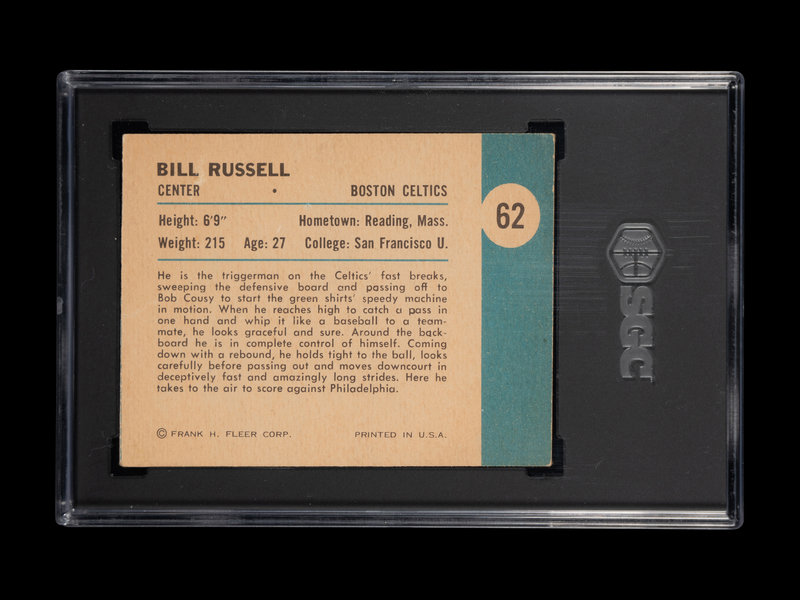 BILL RUSSELL
CENTER • BOSTON CELTICS
Height: 6'9" Hometown: Reading, Mass.
Weight: 215 Age: 27 College: San Francisco U.
62
He is the triggerman on the Celtics' fast breaks,
sweeping the defensive board and passing off to
Bob Cousy to start the green shirts' speedy machine
in motion. When he reaches high to catch a pass in
one hand and whip it like a baseball to a team-
mate, he looks graceful and sure. Around the back-
board he is in complete control of himself. Coming
down with a rebound, he holds tight to the ball, looks
carefully before passing out and moves downcourt in
deceptively fast and amazingly long strides. Here he
takes to the air to score against Philadelphia.
© FRANK H. FLEER CORP. PRINTED IN U.S.A.
SGC